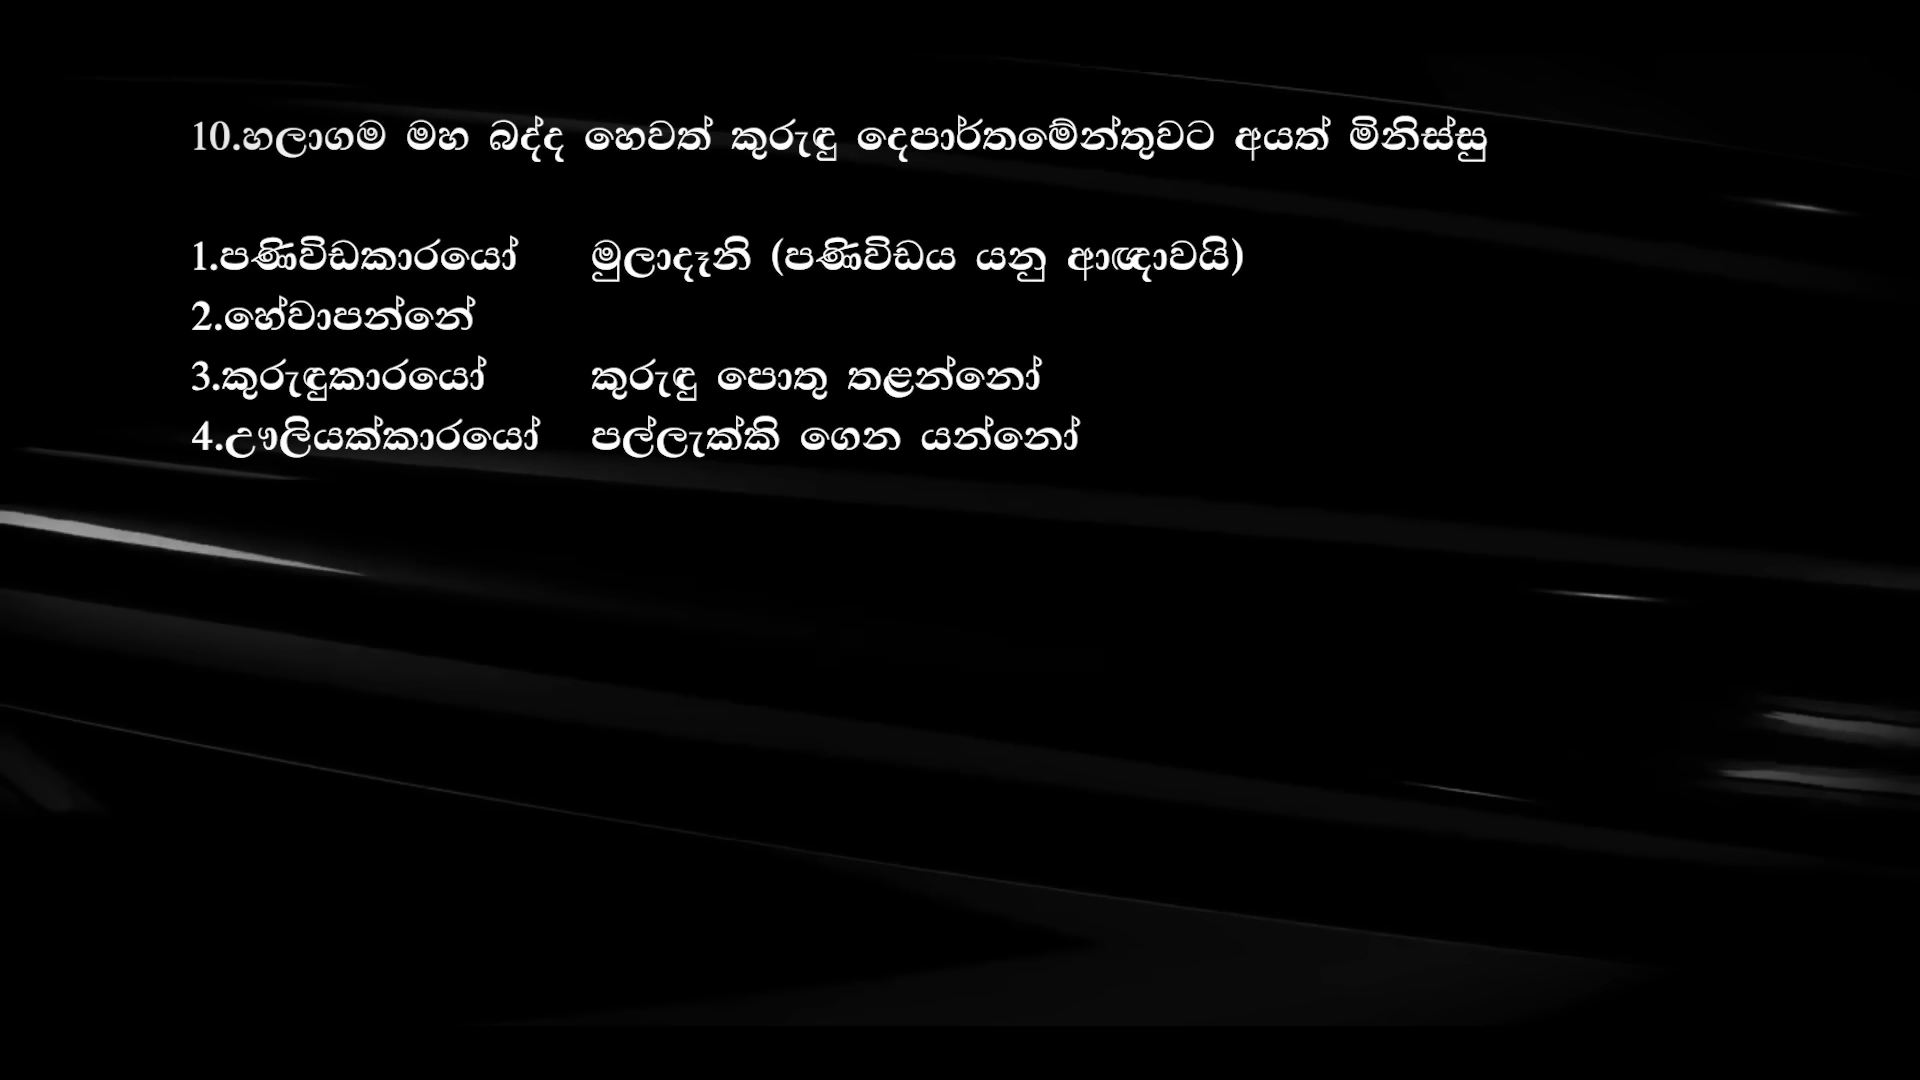 10.හලාගම මහ බද්ද හෙවත් කුරුඳු දෙපාර්තමේන්තුවට අයත් මිනිස්සු
1.පණිවිඩකාරයෝ මුලාදෑනි (පණිවිඩය යනු ආඥාවයි)
2.හේවාපන්නේ
3.කුරුඳුකාරයෝ කුරුඳු පොතු තළන්නෝ
4.ඌලියක්කාරයෝ පල්ලැක්කි ගෙන යන්නෝ